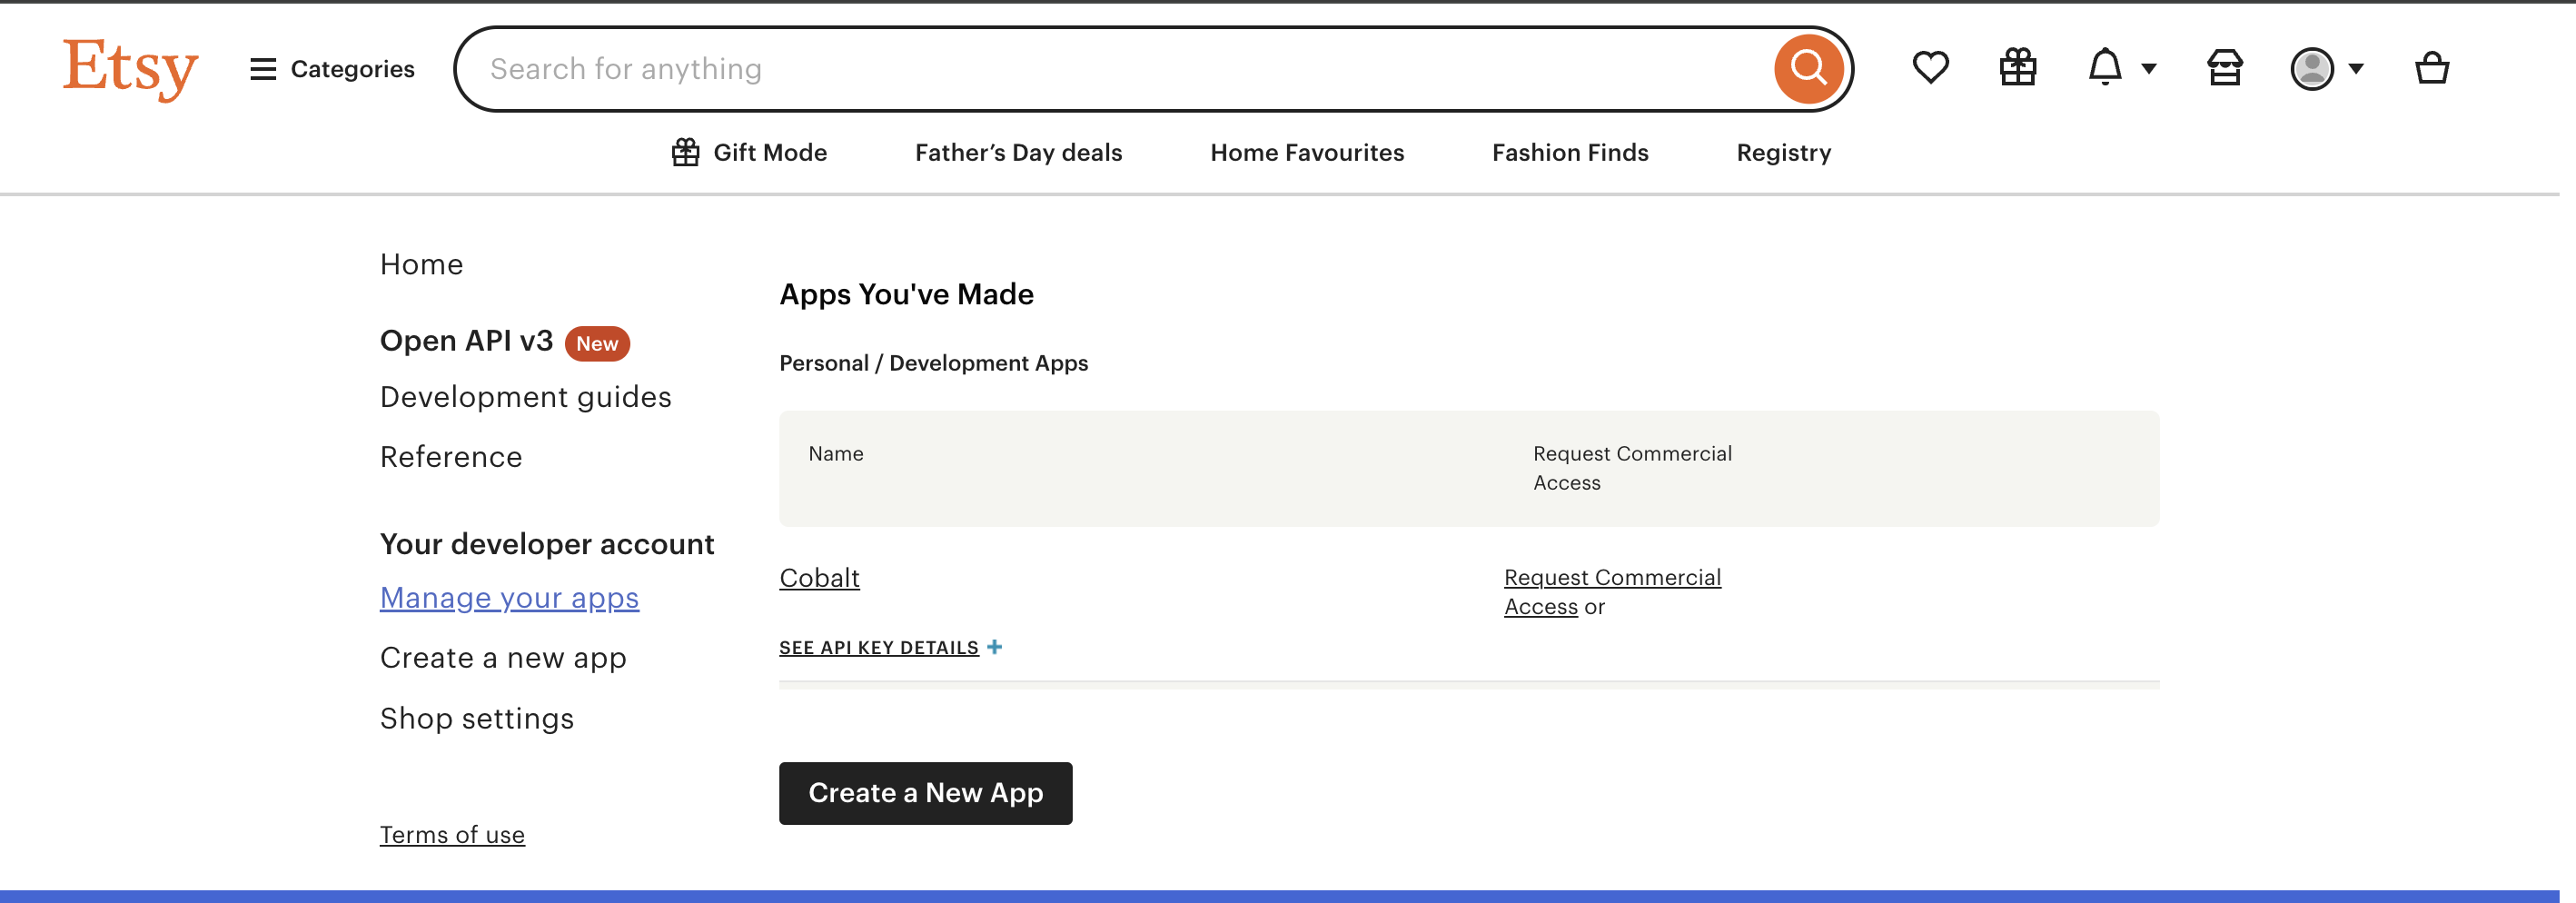 Etsy
Categories
Search for anything
Gift Mode
Father’s Day deals
Home Favourites
Fashion Finds
Registry
Home
Open API v3 New
Development guides
Reference
Your developer account
Manage your apps
Create a new app
Shop settings
Terms of use
Apps You've Made
Personal / Development Apps
Name
Request Commercial
Access
Cobalt
Request Commercial
Access or
SEE API KEY DETAILS +
Create a New App